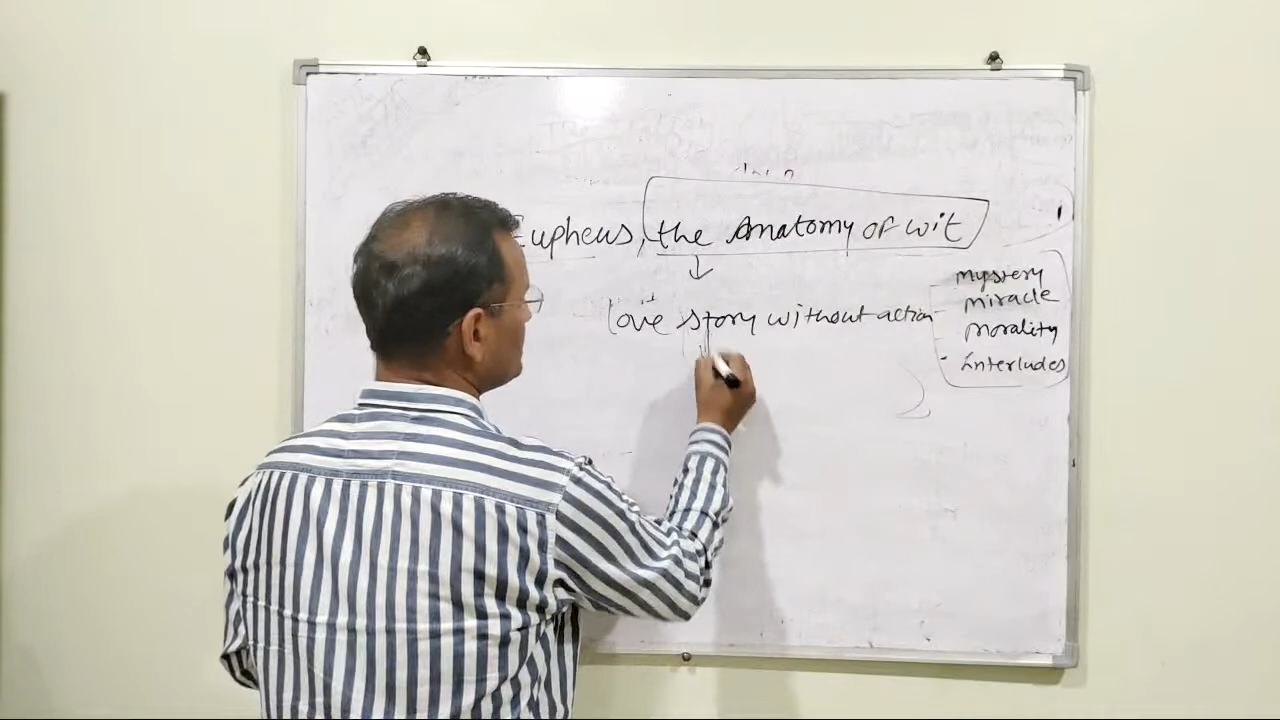 Eupheus, the Anatomy of wit
love story without action
mystery
miracle
morality
interludes